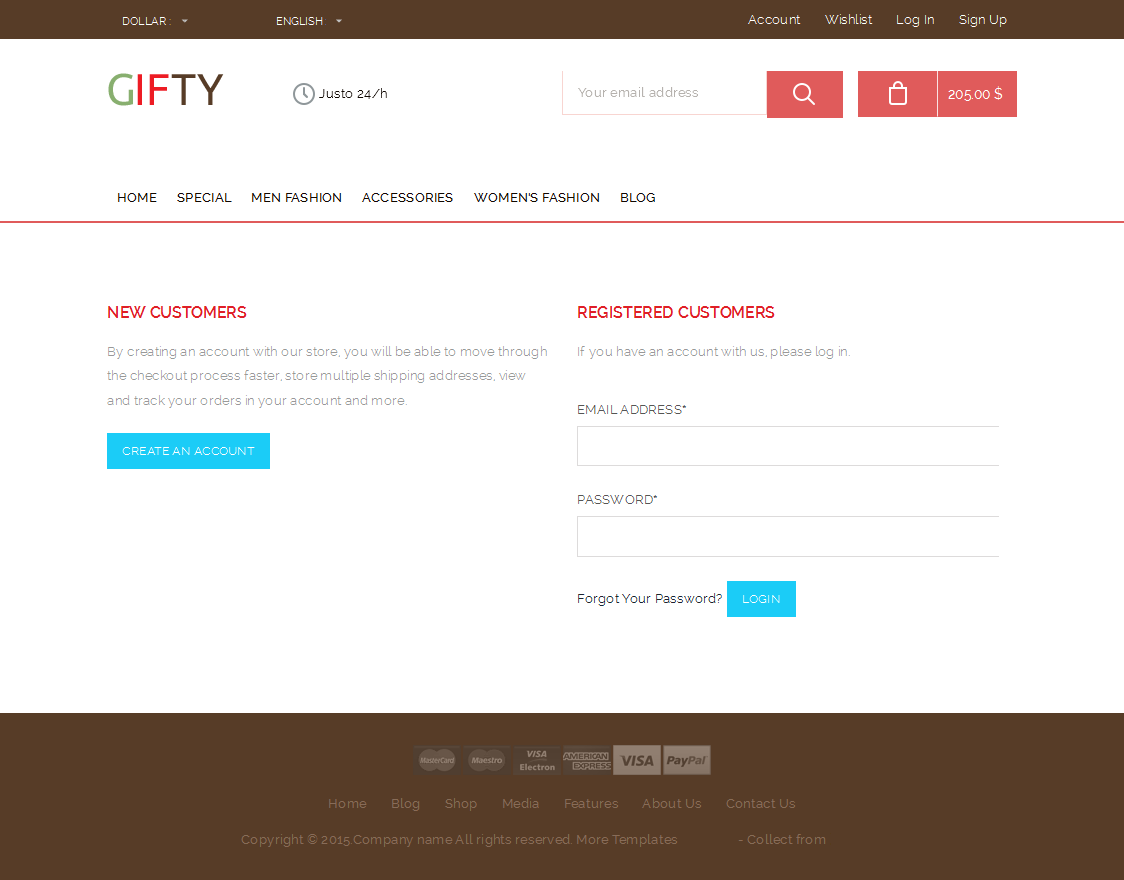 DOLLAR :
ENGLISH
Account Wishlist Log In Sign Up
GIFTY
Justo 24/h
Your email address
205.00 $
HOME SPECIAL MEN FASHION ACCESSORIES WOMEN'S FASHION BLOG
NEW CUSTOMERS
By creating an account with our store, you will be able to move through
the checkout process faster, store multiple shipping addresses, view
and track your orders in your account and more.
CREATE AN ACCOUNT
REGISTERED CUSTOMERS
If you have an account with us, please log in.
EMAIL ADDRESS*
PASSWORD*
Forgot Your Password? LOGIN
MasterCard Maestro VISA Electron AMERICAN EXPRESS VISA PayPal
Home Blog Shop Media Features About Us Contact Us
Copyright © 2015.Company name All rights reserved. More Templates - Collect from